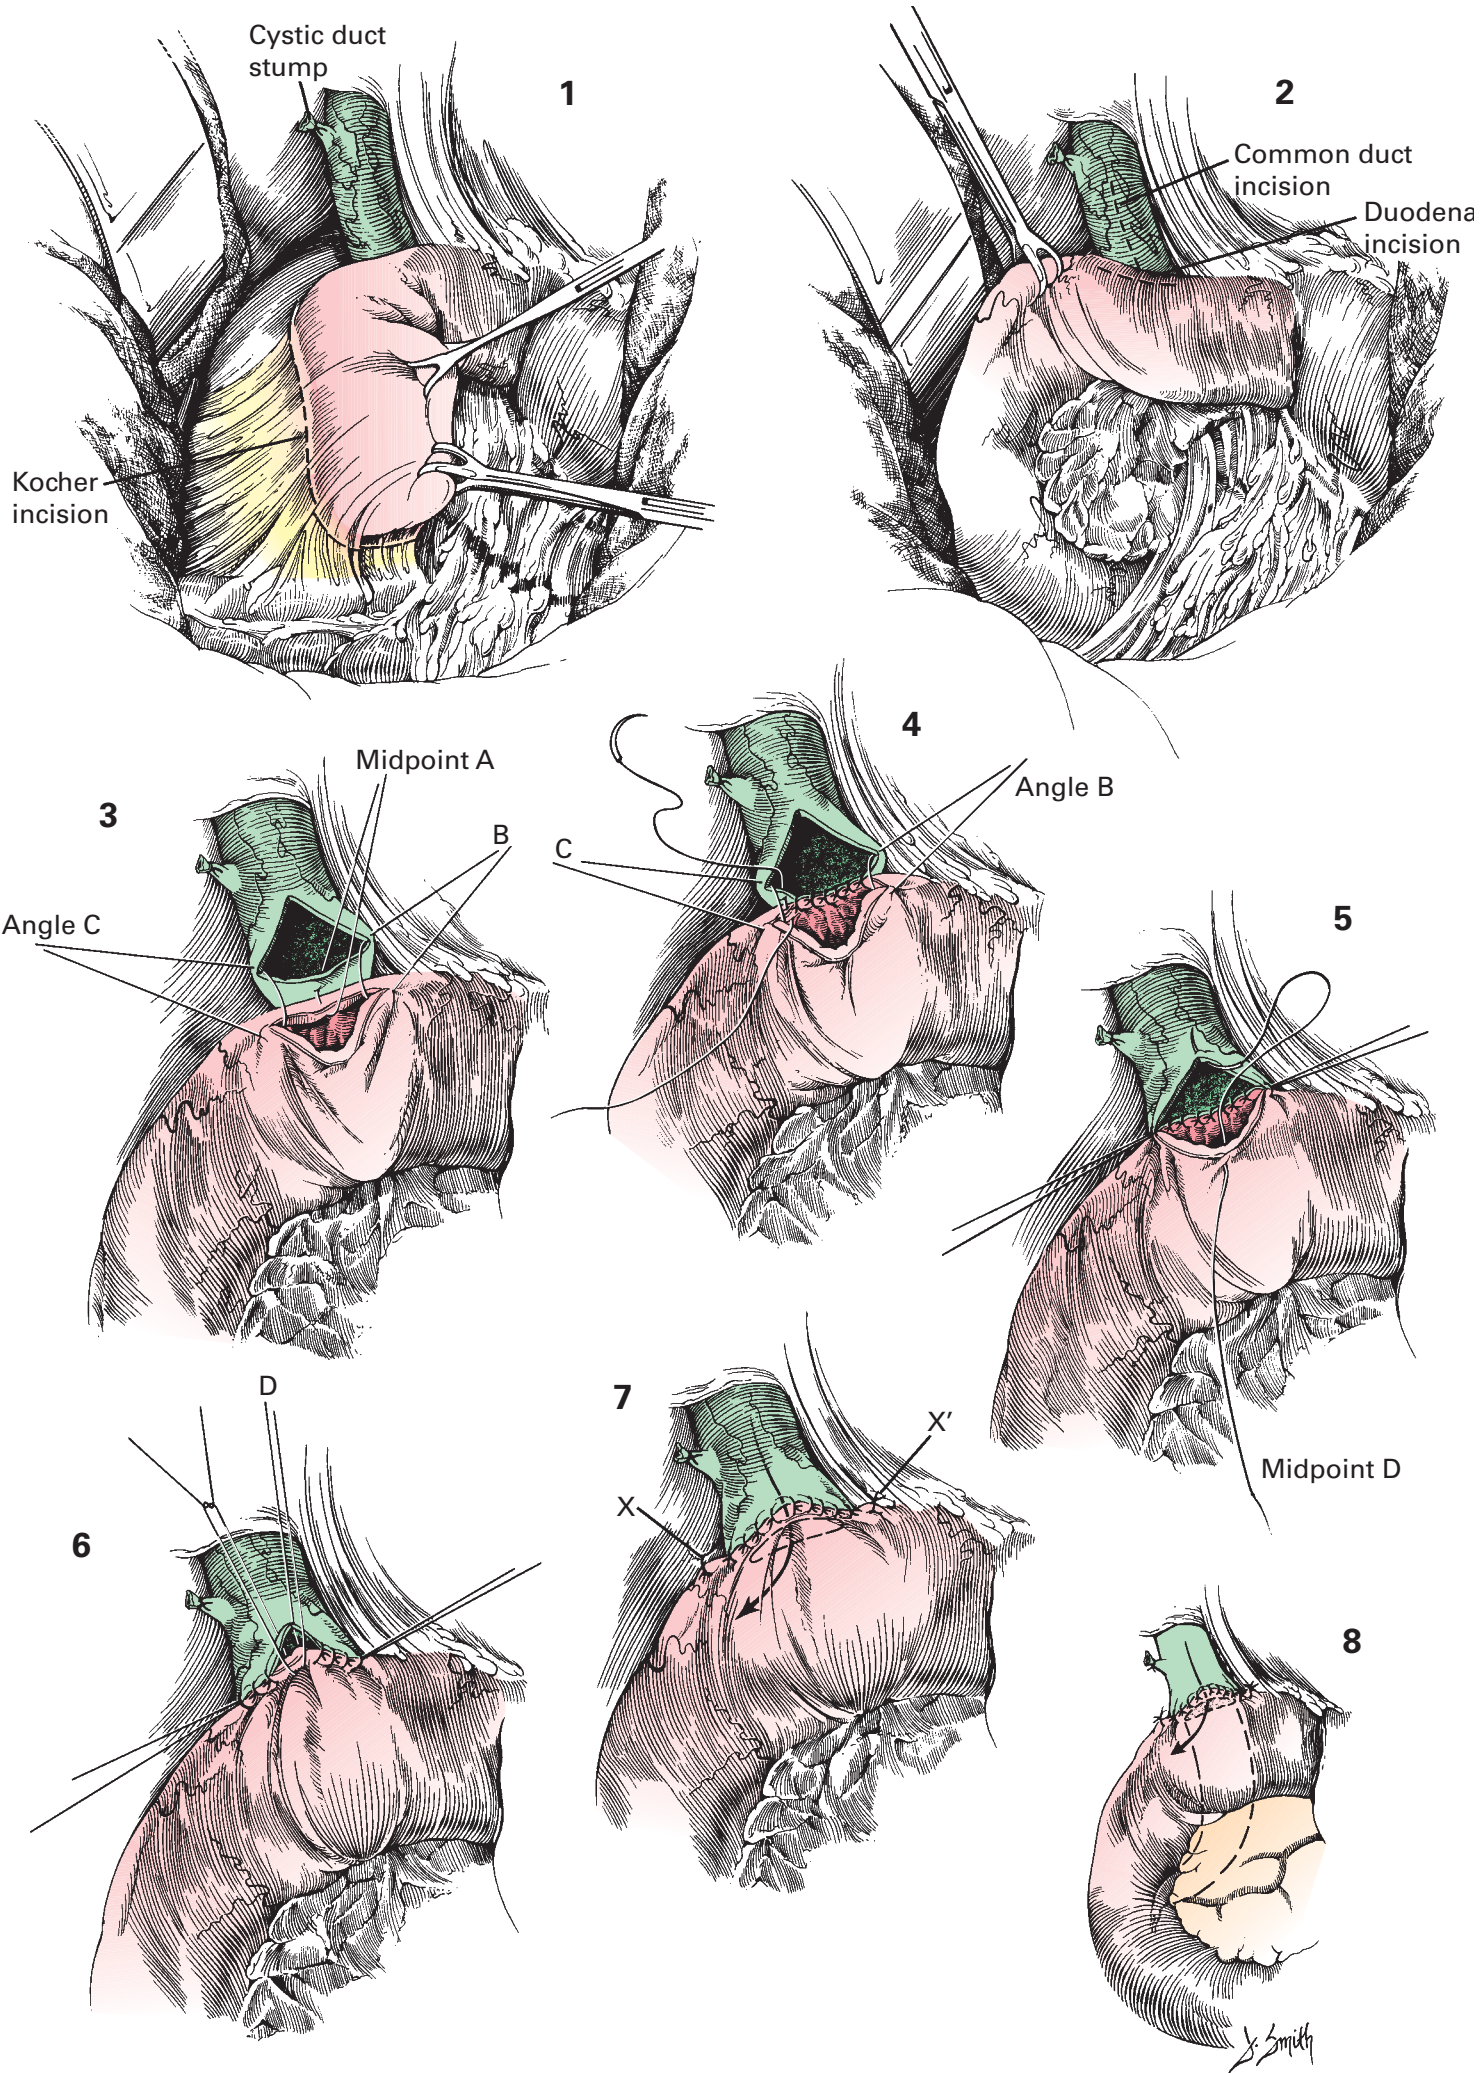 Cystic duct
stump
1
2
Common duct
incision
Duodena
incision
Kocher
incision
4
Midpoint A
3
Angle B
B
C
Angle C
5
D
7
X'
Midpoint D
X
6
8
J. Smith